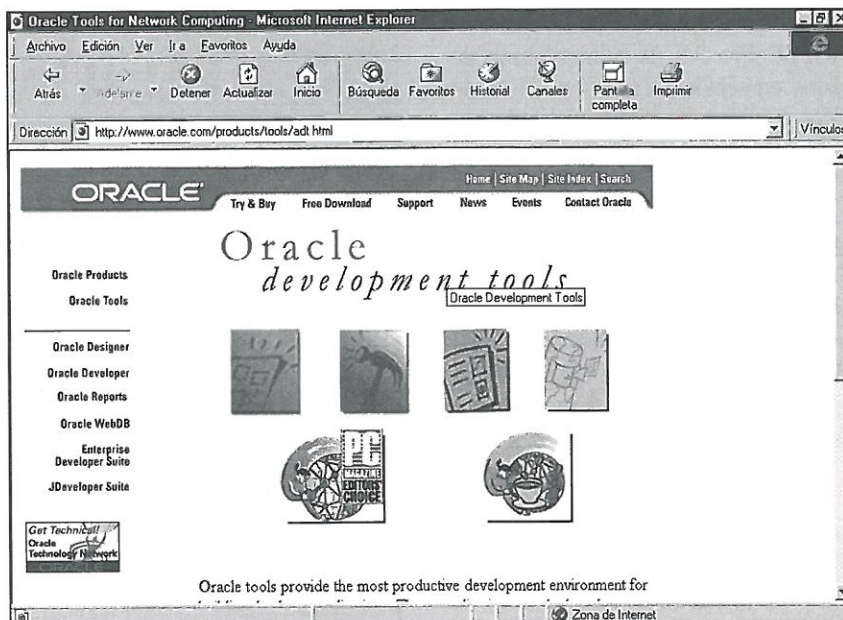 Oracle Tools for Network Computing - Microsoft Internet Explorer
Archivo Edición Ver Ir a Favoritos Ayuda
Atrás Adelante Detener Actualizar Inicio Búsqueda Favoritos Historial Canales Pantalla completa Imprimir
Dirección http://www.oracle.com/products/tools/adt html Vínculos
Home | Site Map | Site Index | Search
ORACLE
Try & Buy Free Download Support News Events Contact Oracle
Oracle
development tools
Oracle Development Tools
Oracle Products
Oracle Tools
Oracle Designer
Oracle Developer
Oracle Reports
Oracle WebDB
Enterprise
Developer Suite
JDeveloper Suite
PC
MAGAZINE
EDITORS'
CHOICE
Get Technical!
Oracle
Technology Network
ORACLE
Oracle tools provide the most productive development environment for
Zona de Internet